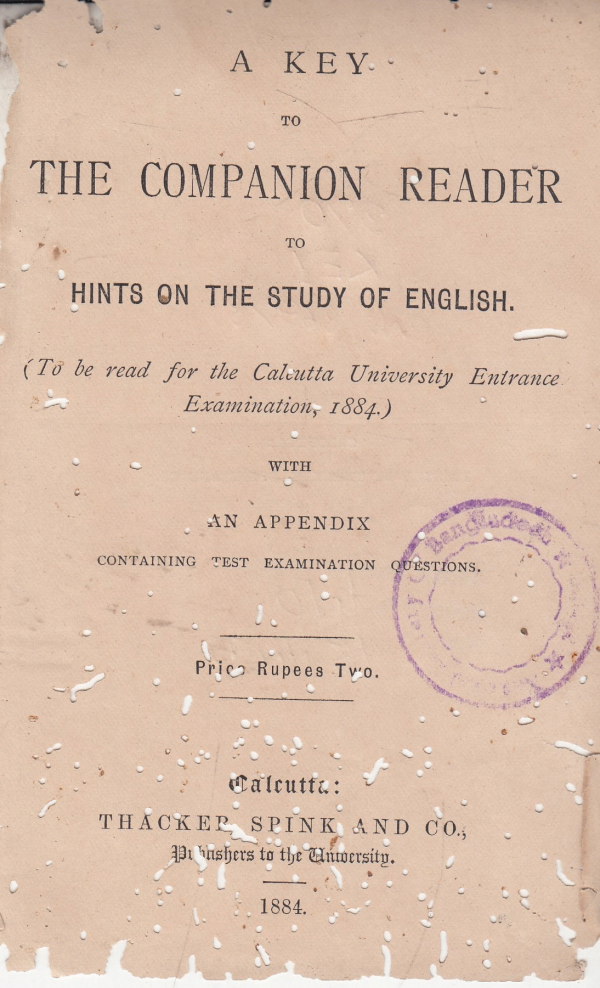 A KEY
TO
THE COMPANION READER
TO
HINTS ON THE STUDY OF ENGLISH.
(To be read for the Calcutta University Entrance
Examination, 1884.)
WITH
AN APPENDIX
CONTAINING TEST EXAMINATION QUESTIONS.
Price Rupees Two.
Calcutta:
THACKER, SPINK AND CO.,
Publishers to the University.
1884.
Bangladesh